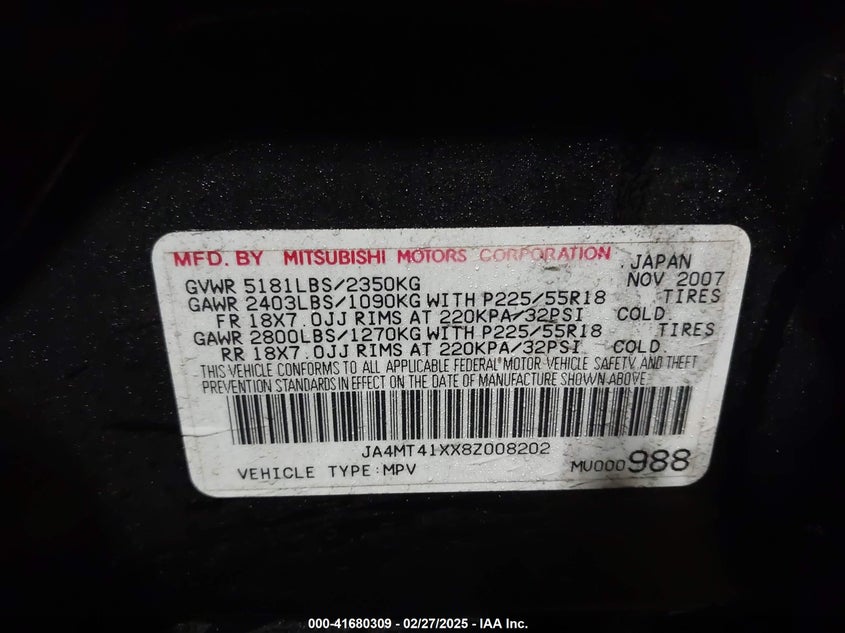 MFD. BY MITSUBISHI MOTORS CORPORATION JAPAN
GVWR 5181LBS/2350KG NOV 2007
GAWR 2403LBS/1090KG WITH P225/55R18 TIRES
FR 18X7.0JJ RIMS AT 220KPA/32PSI COLD
GAWR 2800LBS/1270KG WITH P225/55R18 TIRES
RR 18X7.0JJ RIMS AT 220KPA/32PSI COLD
THIS VEHICLE CONFORMS TO ALL APPLICABLE FEDERAL MOTOR VEHICLE SAFETY AND THEFT
PREVENTION STANDARDS IN EFFECT ON THE DATE OF MANUFACTURE SHOWN ABOVE.
JA4MT41XX8Z008202
VEHICLE TYPE:MPV MU000988
000-41680309 - 02/27/2025 - IAA Inc.